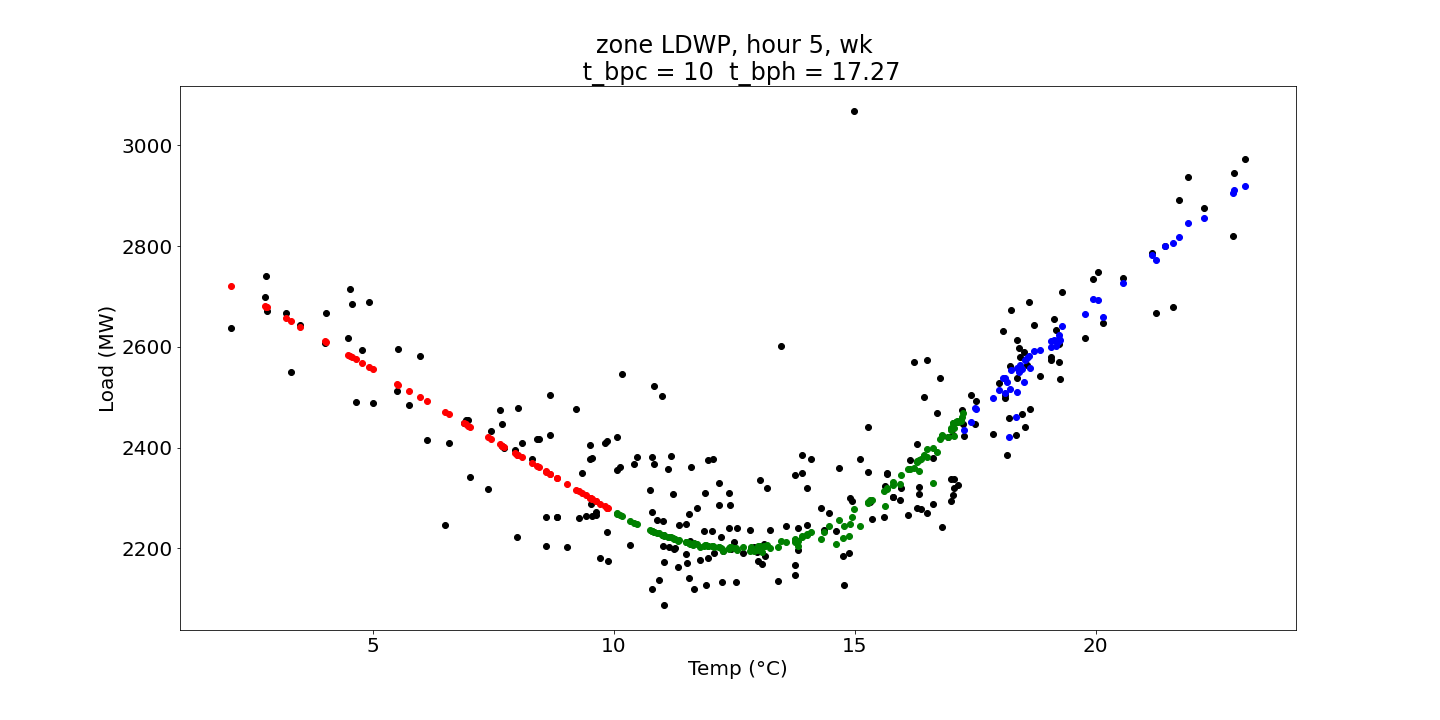 zone LDWP, hour 5, wk
t_bpc = 10  t_bph = 17.27
3000
2800
2600
2400
2200
Load (MW)
5
10
15
20
Temp (°C)